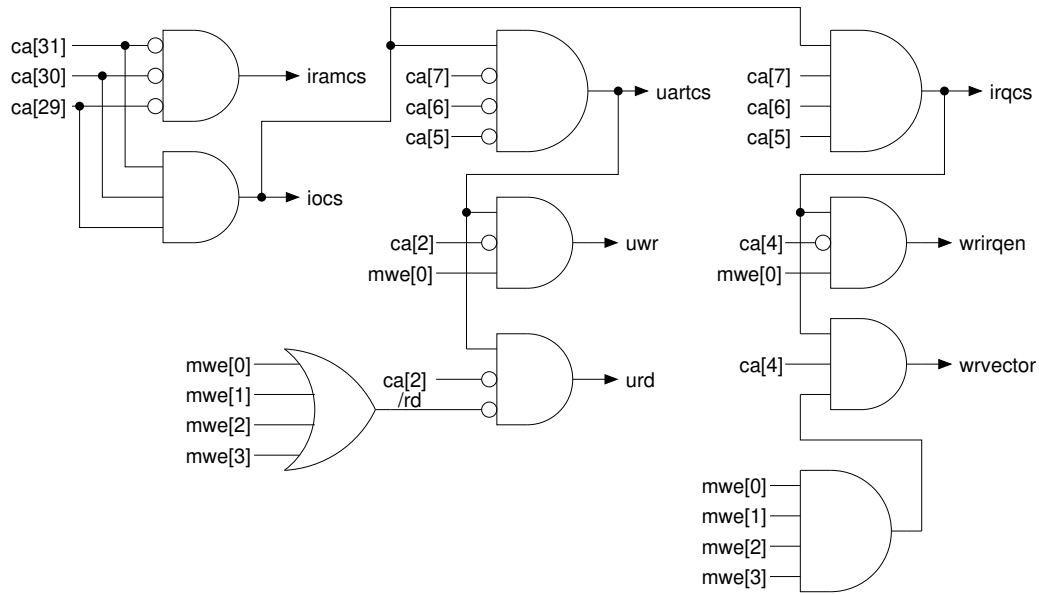 ca[31]
ca[30]
ca[29]
iramcs
iocs
ca[7]
ca[6]
ca[5]
uartcs
ca[7]
ca[6]
ca[5]
irqcs
ca[2]
mwe[0]
uwr
ca[4]
mwe[0]
wrirqen
mwe[0]
mwe[1]
mwe[2]
mwe[3]
ca[2]
/rd
urd
ca[4]
wrvector
mwe[0]
mwe[1]
mwe[2]
mwe[3]